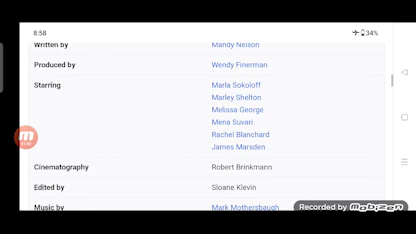 8:58
34%
Written by Mandy Nelson
Produced by Wendy Finerman
Starring Marla Sokoloff
Marley Shelton
Melissa George
Mena Suvari
Rachel Blanchard
James Marsden
Cinematography Robert Brinkmann
Edited by Sloane Klevin
Music by Mark Mothersbaugh
Recorded by Mobizen